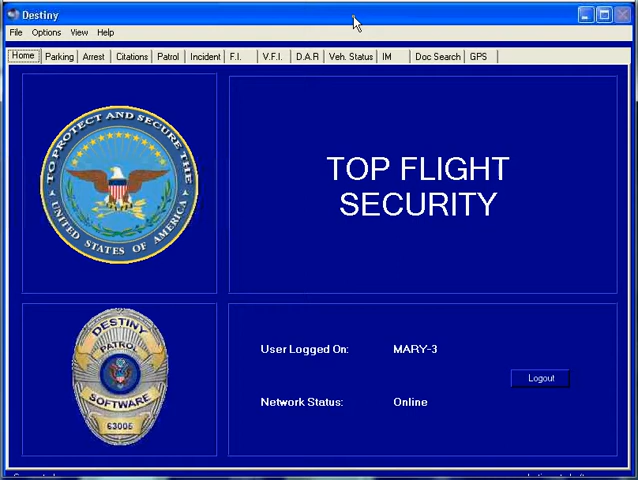 Destiny
File Options View Help
Home Parking Arrest Citations Patrol Incident F.I. V.F.I. D.A.R Veh. Status IM Doc Search GPS
TO PROTECT AND SECURE THE
UNITED STATES OF AMERICA
TOP FLIGHT
SECURITY
DESTINY
PATROL
SOFTWARE
63005
User Logged On: MARY-3
Logout
Network Status: Online